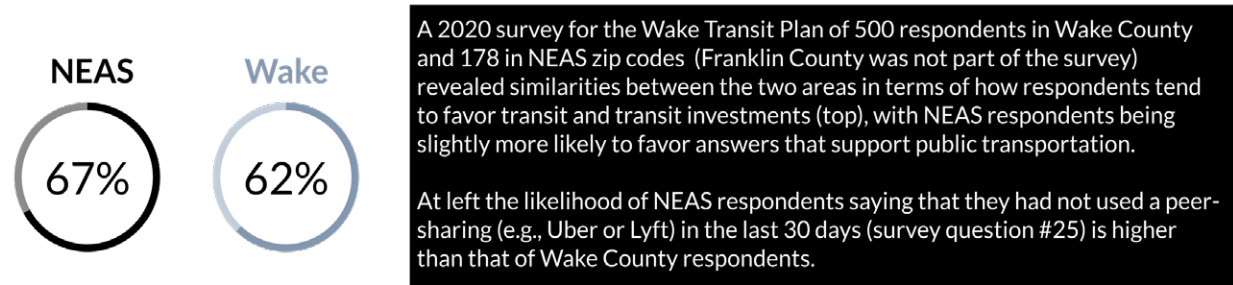 NEAS
Wake
67%
62%
A 2020 survey for the Wake Transit Plan of 500 respondents in Wake County
and 178 in NEAS zip codes (Franklin County was not part of the survey)
revealed similarities between the two areas in terms of how respondents tend
to favor transit and transit investments (top), with NEAS respondents being
slightly more likely to favor answers that support public transportation.
At left the likelihood of NEAS respondents saying that they had not used a peer-
sharing (e.g., Uber or Lyft) in the last 30 days (survey question #25) is higher
than that of Wake County respondents.